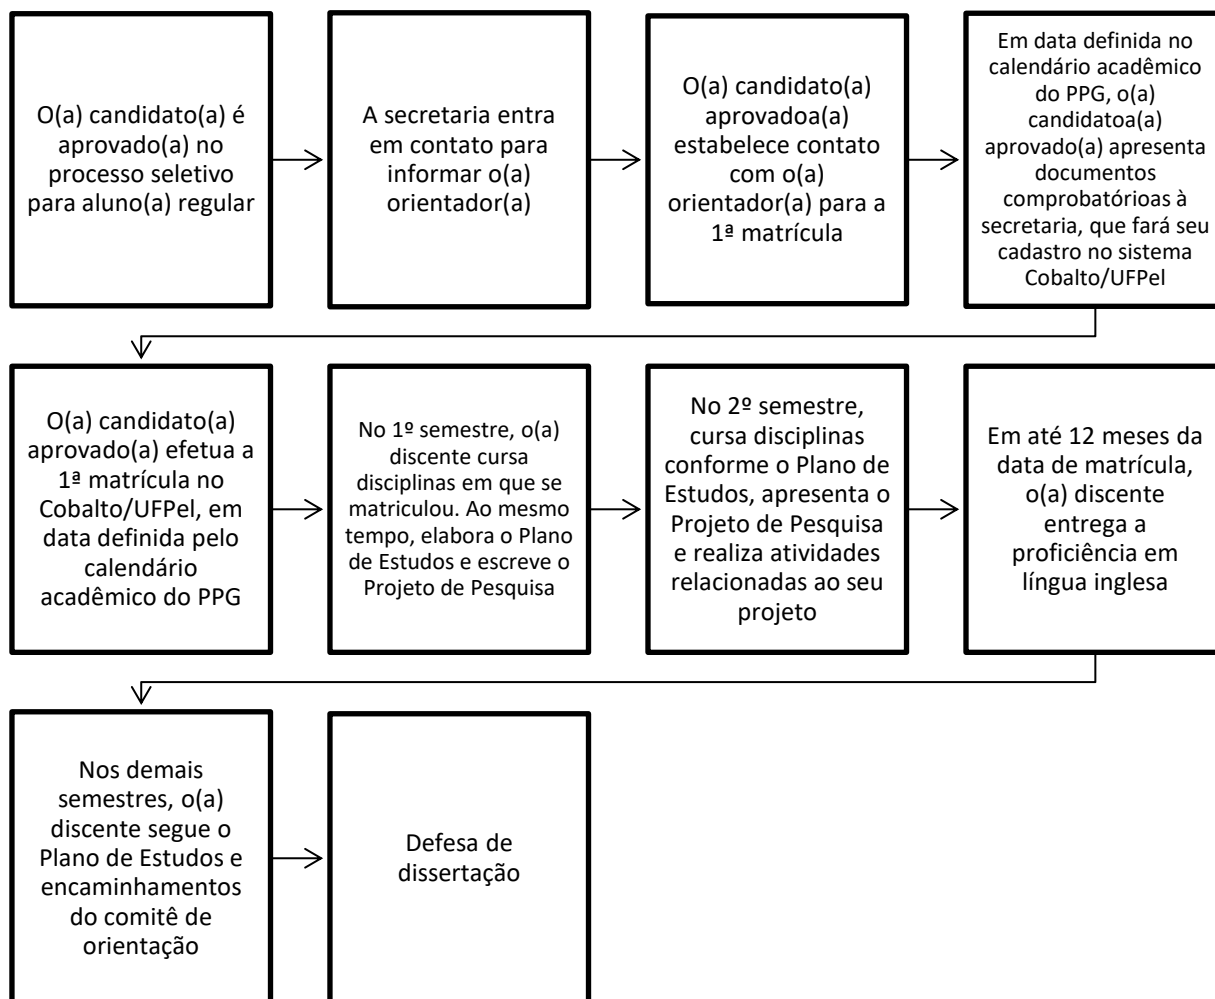 O(a) candidato(a) é
aprovado(a) no
processo seletivo
para aluno(a) regular
A secretaria entra
em contato para
informar o(a)
orientador(a)
O(a) candidato(a)
aprovadoa(a)
estabelece contato
com o(a)
orientador(a) para a
1ª matrícula
Em data definida no
calendário acadêmico
do PPG, o(a)
candidatoa(a)
aprovado(a) apresenta
documentos
comprobatórioas à
secretaria, que fará seu
cadastro no sistema
Cobalto/UFPel
O(a) candidato(a)
aprovado(a) efetua a
1ª matrícula no
Cobalto/UFPel, em
data definida pelo
calendário
acadêmico do PPG
No 1º semestre, o(a)
discente cursa
disciplinas em que se
matriculou. Ao mesmo
tempo, elabora o Plano
de Estudos e escreve o
Projeto de Pesquisa
No 2º semestre,
cursa disciplinas
conforme o Plano de
Estudos, apresenta o
Projeto de Pesquisa
e realiza atividades
relacionadas ao seu
projeto
Em até 12 meses da
data de matrícula,
o(a) discente
entrega a
proficiência em
língua inglesa
Nos demais
semestres, o(a)
discente segue o
Plano de Estudos e
encaminhamentos
do comitê de
orientação
Defesa de
dissertação